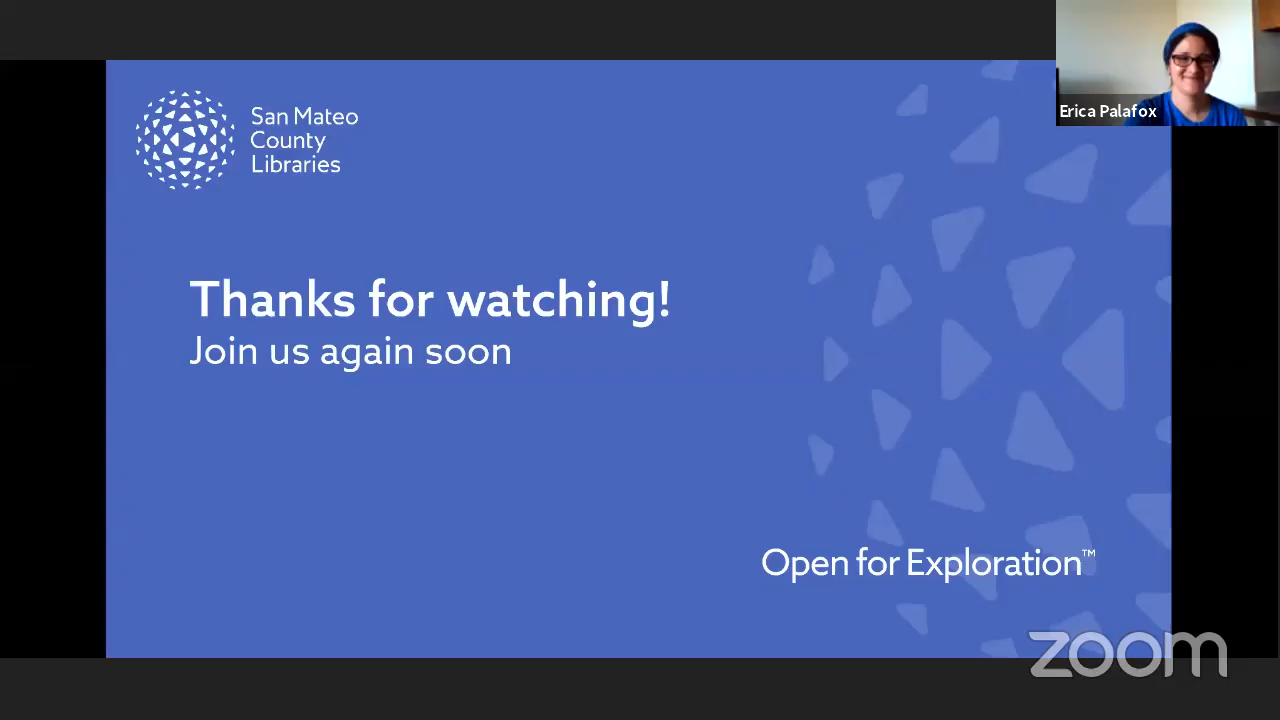 Erica Palafox
San Mateo
County
Libraries
Thanks for watching!
Join us again soon
Open for Exploration™
zoom